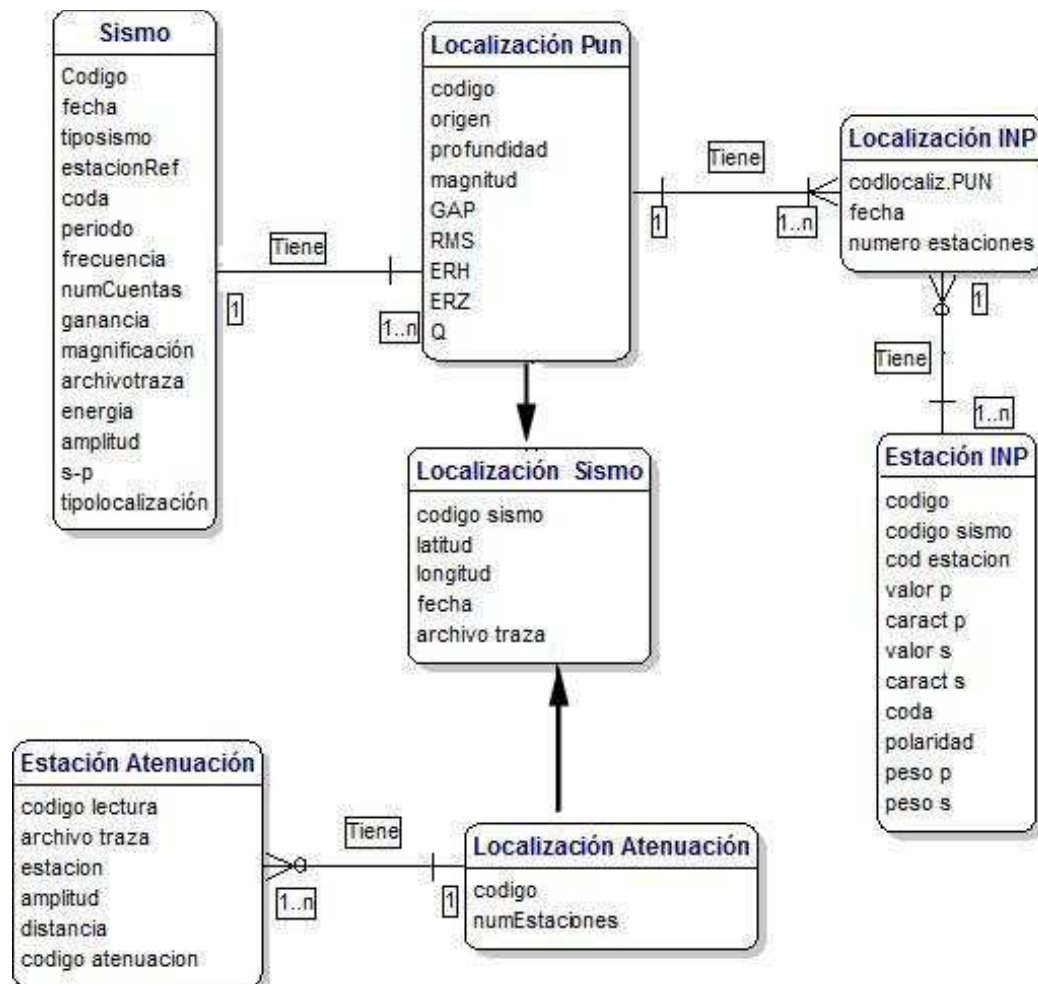 Sismo
Codigo
fecha
tiposismo
estacionRef
coda
periodo
frecuencia
numCuentas
ganancia
magnificación
archivotraza
energia
amplitud
s-p
tipolocalización
Tiene
1
1..n
Localización Pun
codigo
origen
profundidad
magnitud
GAP
RMS
ERH
ERZ
Q
Tiene
1
1..n
Localización INP
codlocaliz.PUN
fecha
numero estaciones
1
Tiene
1..n
Estación INP
codigo
codigo sismo
cod estacion
valor p
caract p
valor s
caract s
coda
polaridad
peso p
peso s
Localización Sismo
codigo sismo
latitud
longitud
fecha
archivo traza
Estación Atenuación
codigo lectura
archivo traza
estacion
amplitud
distancia
codigo atenuacion
Tiene
1..n
1
Localización Atenuación
codigo
numEstaciones